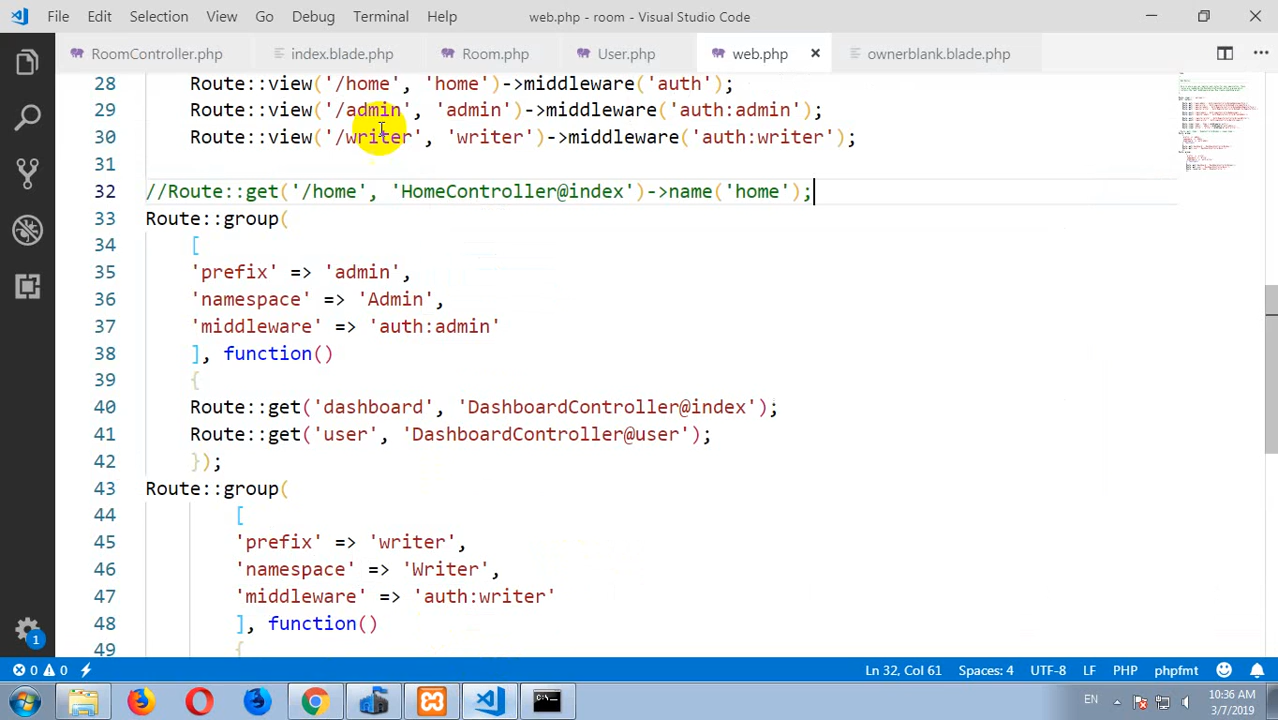 File Edit Selection View Go Debug Terminal Help web.php - room - Visual Studio Code
RoomController.php index.blade.php Room.php User.php web.php ownerblank.blade.php
28 Route::view('/home', 'home')->middleware('auth');
29 Route::view('/admin', 'admin')->middleware('auth:admin');
30 Route::view('/writer', 'writer')->middleware('auth:writer');
31
32 //Route::get('/home', 'HomeController@index')->name('home');
33 Route::group(
34 [
35 'prefix' => 'admin',
36 'namespace' => 'Admin',
37 'middleware' => 'auth:admin'
38 ], function()
39 {
40 Route::get('dashboard', 'DashboardController@index');
41 Route::get('user', 'DashboardController@user');
42 });
43 Route::group(
44 [
45 'prefix' => 'writer',
46 'namespace' => 'Writer',
47 'middleware' => 'auth:writer'
48 ], function()
49 {
1
0 0 Ln 32, Col 61 Spaces: 4 UTF-8 LF PHP phpfmt
EN 10:36 AM
3/7/2019